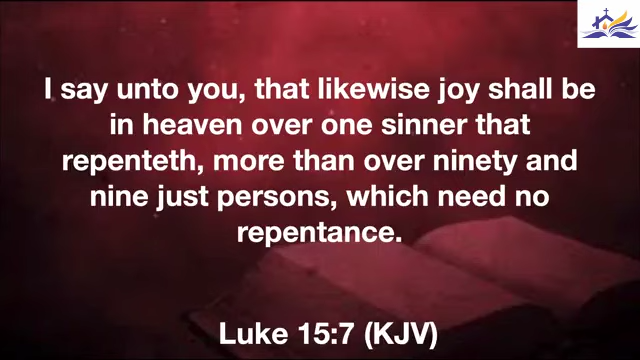 I say unto you, that likewise joy shall be
in heaven over one sinner that
repenteth, more than over ninety and
nine just persons, which need no
repentance.
Luke 15:7 (KJV)